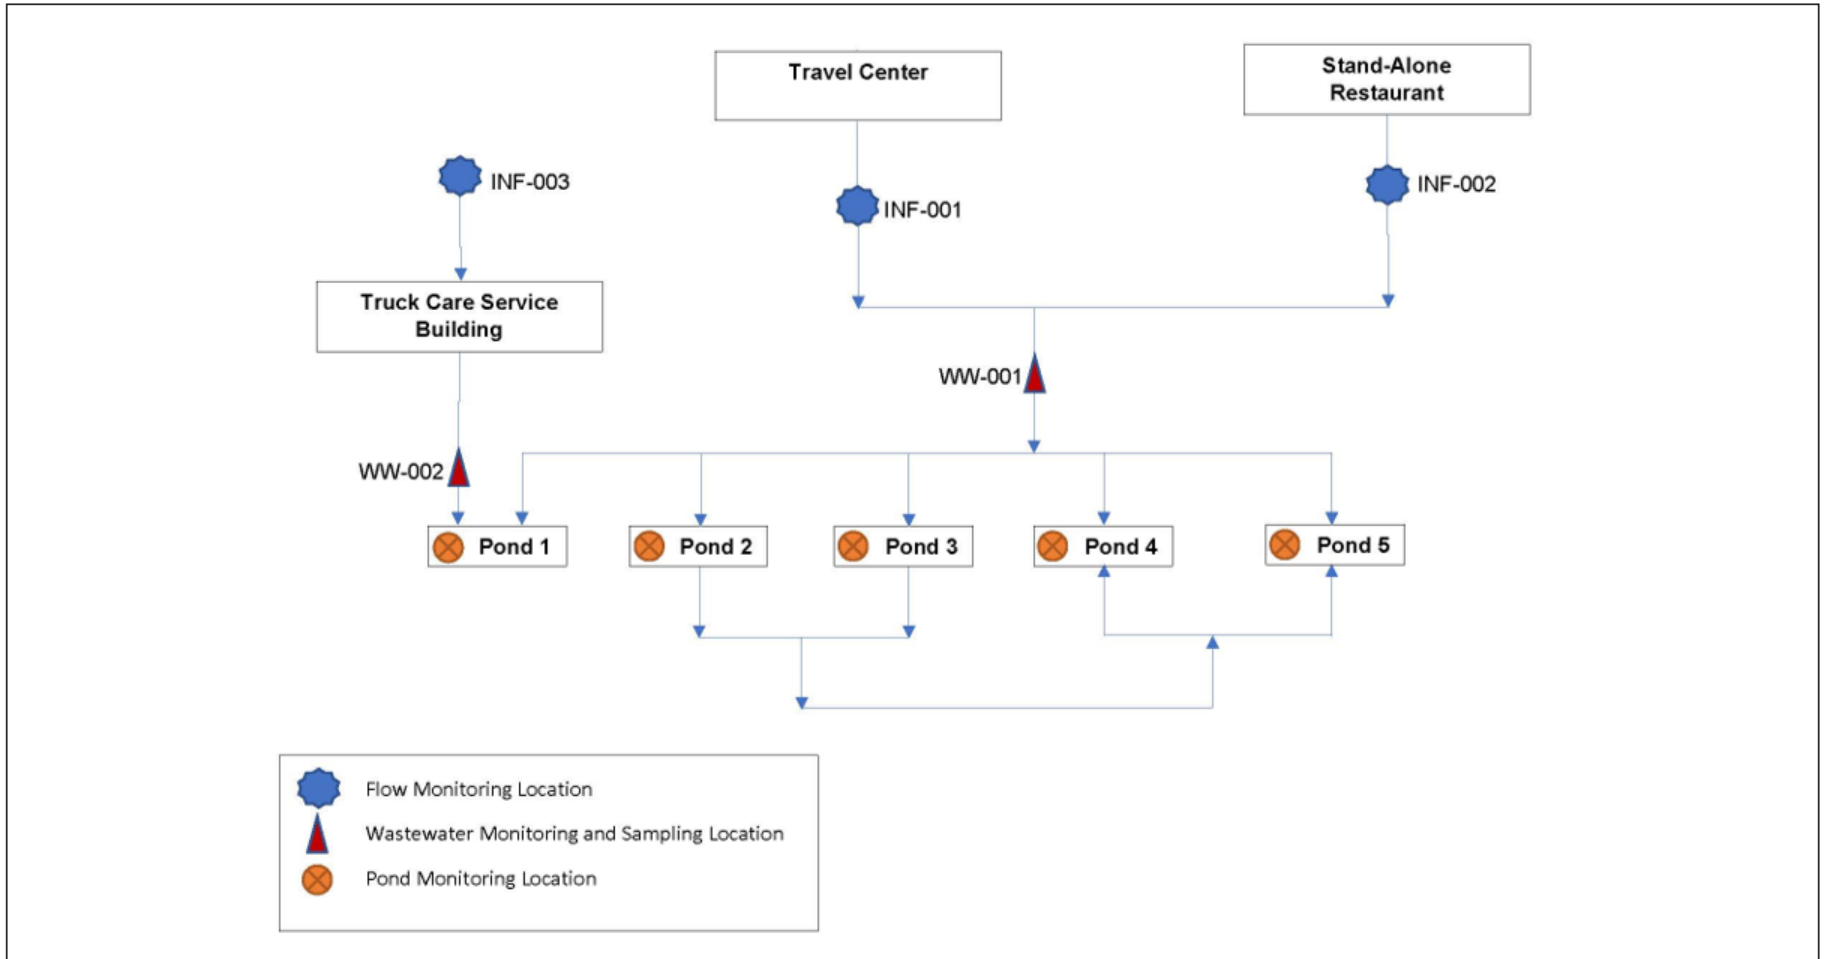 Travel Center
Stand-Alone
Restaurant
INF-003
INF-001
INF-002
Truck Care Service
Building
WW-001
WW-002
Pond 1
Pond 2
Pond 3
Pond 4
Pond 5
Flow Monitoring Location
Wastewater Monitoring and Sampling Location
Pond Monitoring Location